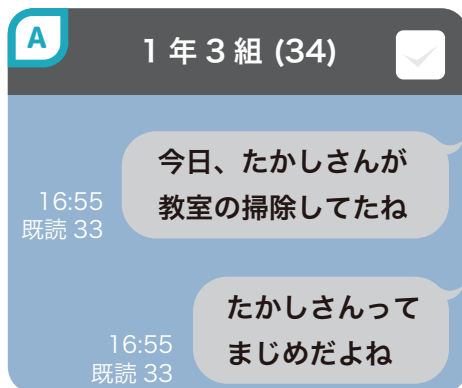 A
1年3組 (34)
今日、たかしさんが
教室の掃除してたね
16:55
既読 33
たかしさんって
まじめだよね
16:55
既読 33